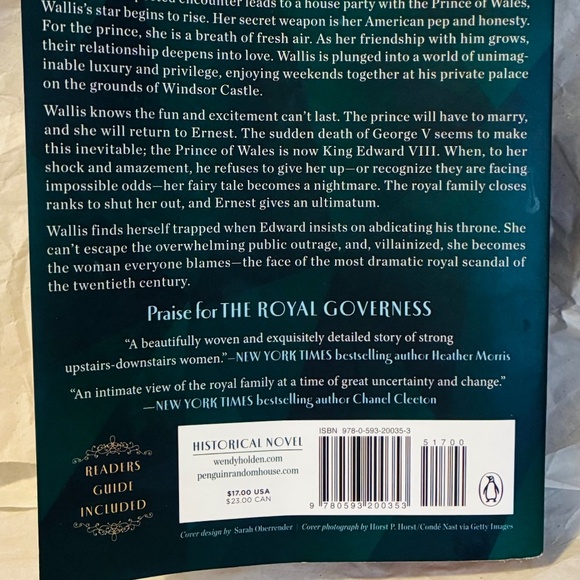 encounter leads to a house party with the Prince of Wales,
Wallis's star begins to rise. Her secret weapon is her American pep and honesty.
For the prince, she is a breath of fresh air. As her friendship with him grows,
their relationship deepens into love. Wallis is plunged into a world of unimag-
inable luxury and privilege, enjoying weekends together at his private palace
on the grounds of Windsor Castle.
Wallis knows the fun and excitement can't last. The prince will have to marry,
and she will return to Ernest. The sudden death of George V seems to make
this inevitable; the Prince of Wales is now King Edward VIII. When, to her
shock and amazement, he refuses to give her up—or recognize they are facing
impossible odds—her fairy tale becomes a nightmare. The royal family closes
ranks to shut her out, and Ernest gives an ultimatum.
Wallis finds herself trapped when Edward insists on abdicating his throne. She
can't escape the overwhelming public outrage, and, villainized, she becomes
the woman everyone blames—the face of the most dramatic royal scandal of
the twentieth century.
Praise for THE ROYAL GOVERNESS
"A beautifully woven and exquisitely detailed story of strong
upstairs-downstairs women."—NEW YORK TIMES bestselling author Heather Morris
"An intimate view of the royal family at a time of great uncertainty and change."
—NEW YORK TIMES bestselling author Chanel Cleeton
READERS
GUIDE
INCLUDED
HISTORICAL NOVEL
wendyholden.com
penguinrandomhouse.com
$17.00 USA
$23.00 CAN
ISBN 978-0-593-20035-3
51700
9 780593 200353
Cover design by Sarah Oberrender | Cover photograph by Horst P. Horst/Condé Nast via Getty Images